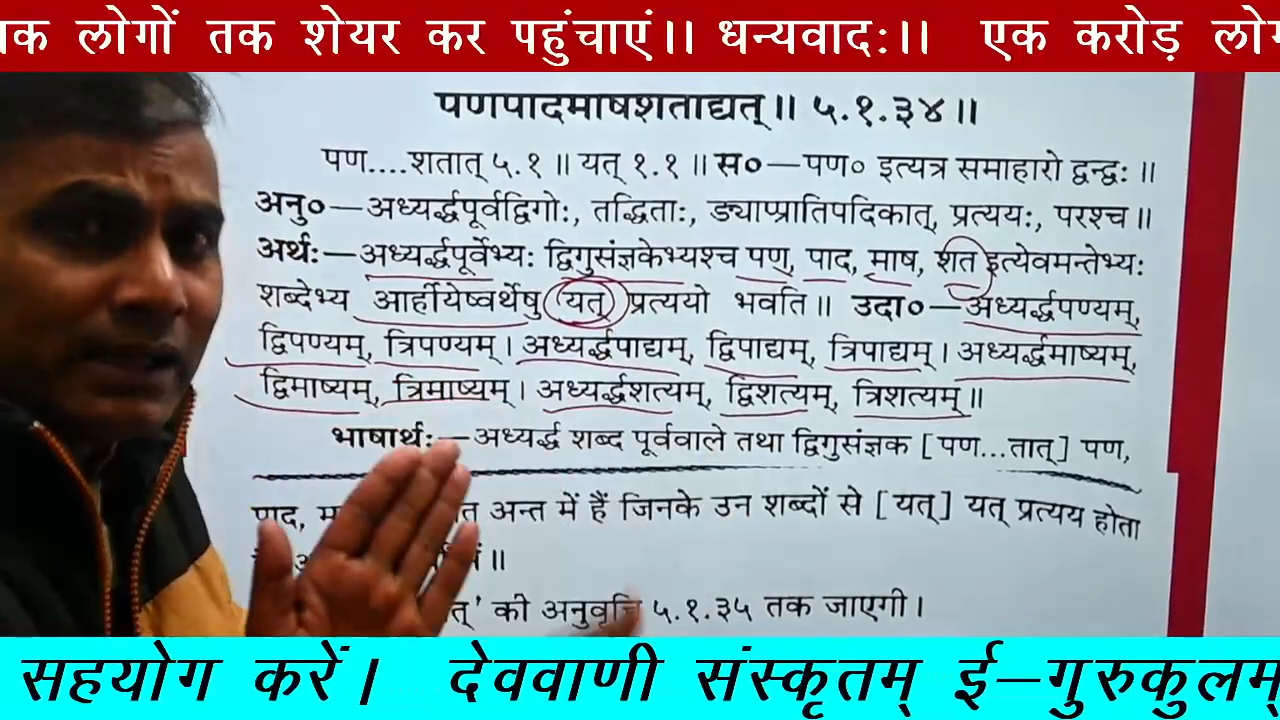 लोगों तक शेयर कर पहुंचाएं।। धन्यवादः।। एक करोड़
पणपादमाषशताद्यत्॥ ५.१.३४॥
पण....शतात् ५.१॥ यत् १.१॥ स०—पण० इत्यत्र समाहारो द्वन्द्वः॥
अनु०—अध्यर्द्धपूर्वद्विगोः, तद्धिताः, ङ्याप्प्रातिपदिकात्, प्रत्ययः, परश्च॥
अर्थः—अध्यर्द्धपूर्वेभ्यः द्विगुसंज्ञकेभ्यश्च पण, पाद, माष, शत इत्येवमन्तेभ्यः
शब्देभ्य आर्हीयेष्वर्थेषु यत् प्रत्ययो भवति॥ उदा०—अध्यर्द्धपण्यम्,
द्विपण्यम्, त्रिपण्यम्। अध्यर्द्धपाद्यम्, द्विपाद्यम्, त्रिपाद्यम्। अध्यर्द्धमाष्यम्,
द्विमाष्यम्, त्रिमाष्यम्। अध्यर्द्धशत्यम्, द्विशत्यम्, त्रिशत्यम्॥
भाषार्थः—अध्यर्द्ध शब्द पूर्ववाले तथा द्विगुसंज्ञक [पण...तात्] पण,
पाद, अन्त में हैं जिनके उन शब्दों से [यत्] यत् प्रत्यय होता
त्' की अनुवृत्ति ५.१.३५ तक जाएगी।
सहयोग करें। देववाणी संस्कृतम् ई-गुरुकुलम्